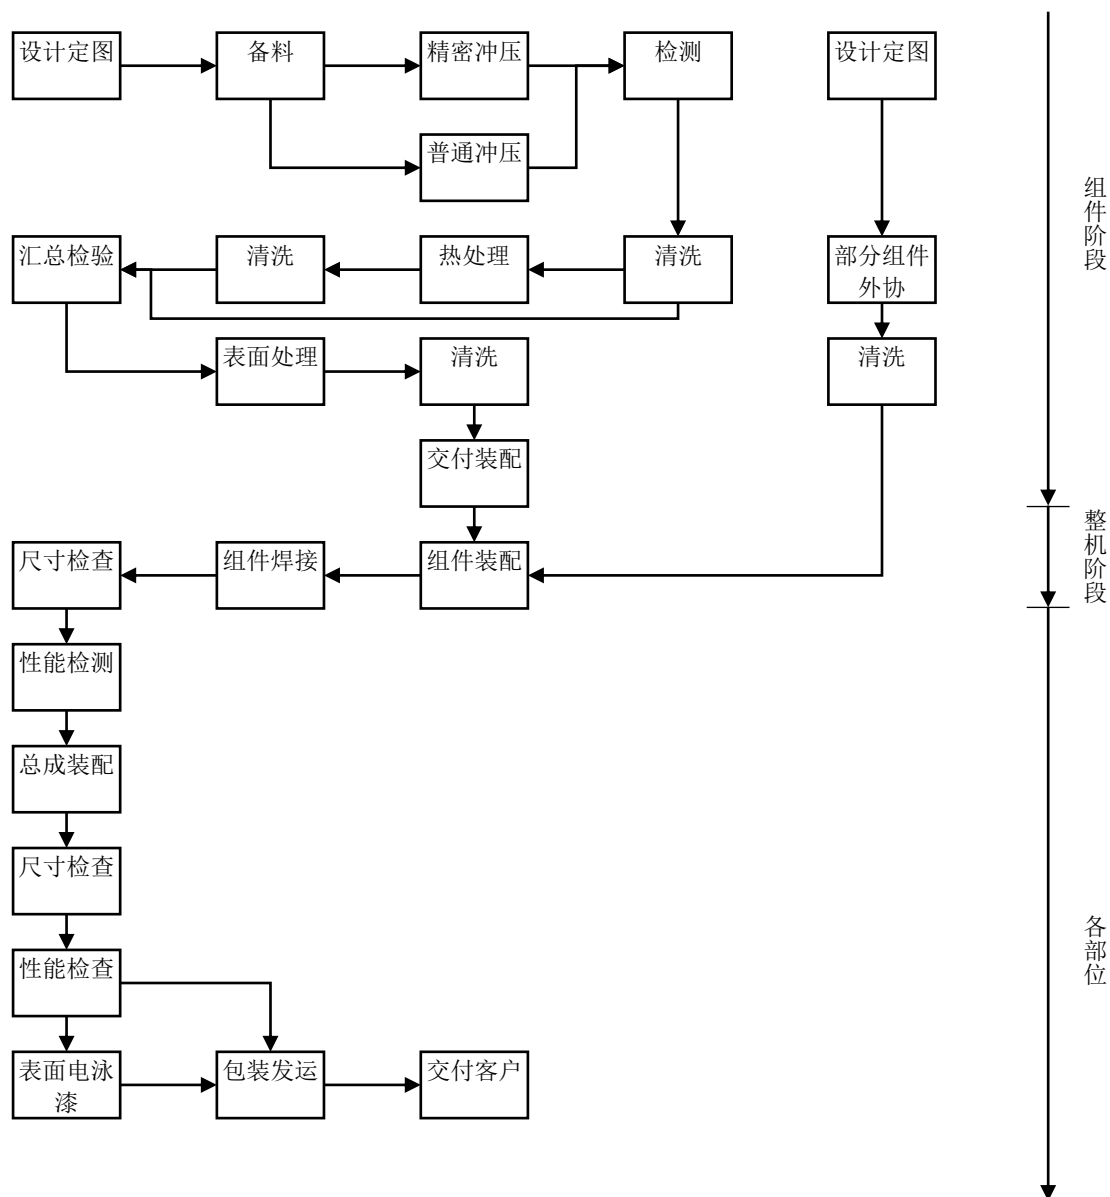 设计定图
备料
精密冲压
检测
设计定图
普通冲压
汇总检验
清洗
热处理
清洗
部分组件
外协
表面处理
清洗
清洗
交付装配
尺寸检查
组件焊接
组件装配
性能检测
总成装配
尺寸检查
性能检查
表面电泳
漆
包装发运
交付客户
组件阶段
整机阶段
各部位